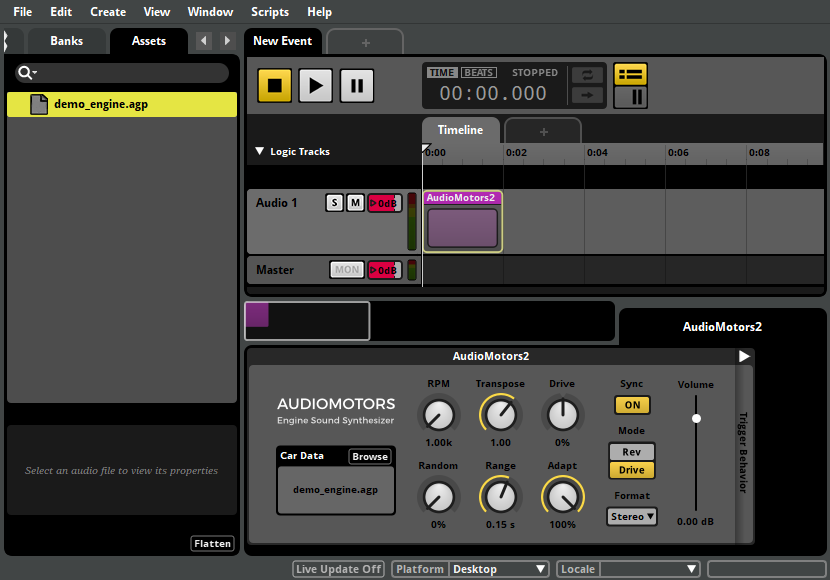 File Edit Create View Window Scripts Help
Banks Assets New Event +
demo_engine.agp
TIME BEATS STOPPED
00:00.000
Timeline +
Logic Tracks 0:00 0:02 0:04 0:06 0:08
Audio 1 S M 0dB AudioMotors2
Master MON 0dB
AudioMotors2
AudioMotors2
AUDIOMOTORS
Engine Sound Synthesizer
Car Data Browse
demo_engine.agp
RPM Transpose Drive
1.00k 1.00 0%
Random Range Adapt
0% 0.15 s 100%
Sync
ON
Mode
Rev
Drive
Format
Stereo
Volume
0.00 dB
Trigger Behavior
Select an audio file to view its properties
Flatten
Live Update Off Platform Desktop Locale